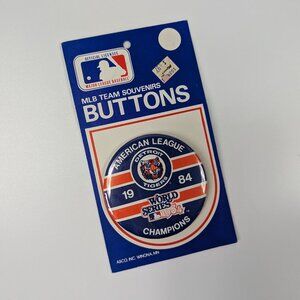 OFFICIAL LICENSEE
MAJOR LEAGUE BASEBALL
MLB TEAM SOUVENIRS
BUTTONS
AMERICAN LEAGUE
DETROIT
TIGERS
19 84
WORLD
SERIES
CHAMPIONS
ASCO, INC. WINONA, MN